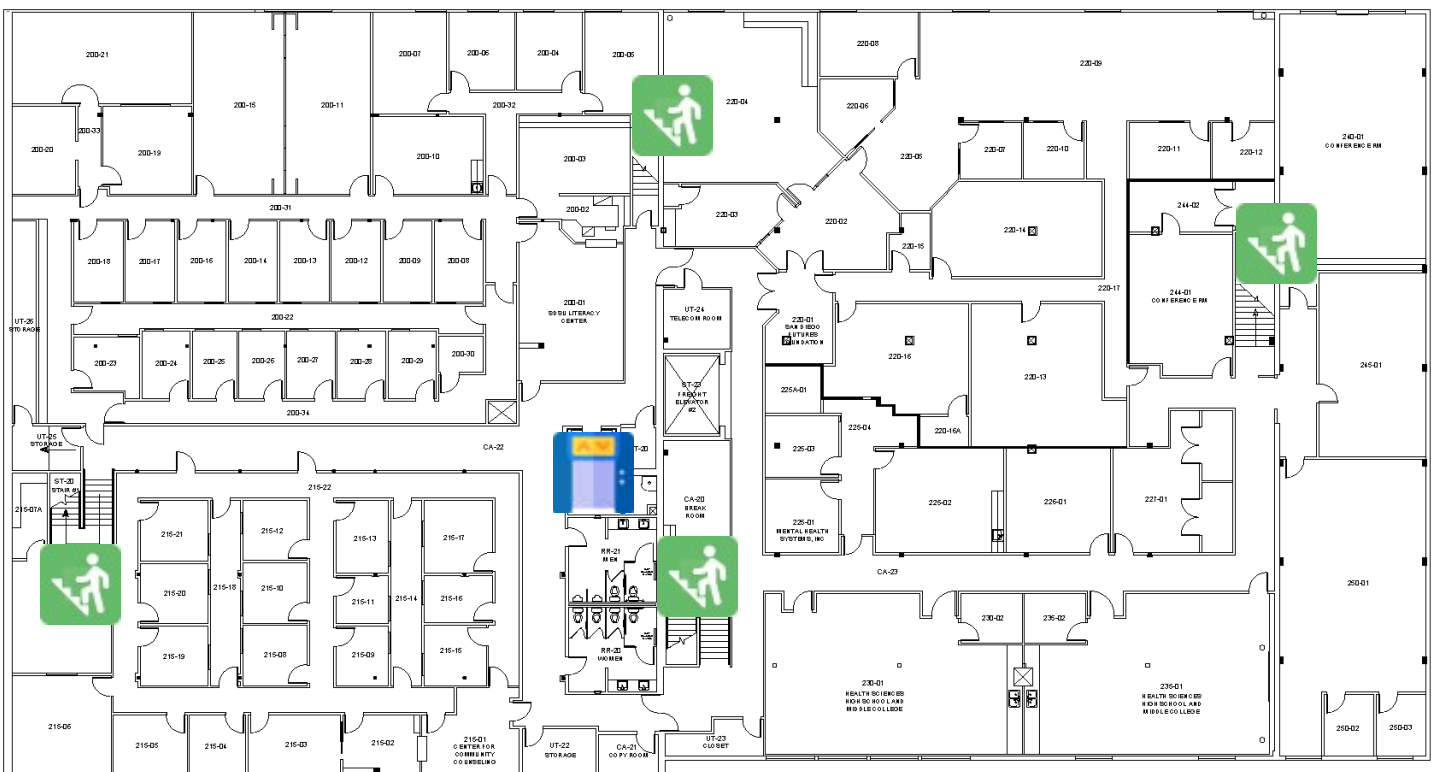 200-21
200-15
200-11
200-07
200-06
200-04
200-05
200-32
200-33
200-20
200-19
200-10
200-03
200-02
200-31
200-18
200-17
200-16
200-14
200-13
200-12
200-09
200-08
200-22
200-23
200-24
200-25
200-26
200-27
200-28
200-29
200-30
200-34
200-01
SDSU LITERACY
CENTER
UT-26
STORAGE
UT-25
STORAGE
CA-22
220-04
220-08
220-09
220-06
220-07
220-10
220-11
220-12
220-03
220-02
220-15
220-14
220-17
220-01
SAN DIEGO
FUTURES
FOUNDATION
220-16
220-13
220-16A
240-01
CONFERENCE RM
244-02
244-01
CONFERENCE RM
245-01
UT-24
TELECOM ROOM
ST-23
FREIGHT
ELEVATOR
#2
CA-20
BREAK
ROOM
225A-01
225-04
225-03
225-01
MENTAL HEALTH
SYSTEMS, INC
225-02
226-01
227-01
CA-23
250-01
250-02
250-03
ST-20
STAIR #1
215-07A
215-22
215-21
215-12
215-13
215-17
215-20
215-18
215-10
215-11
215-14
215-16
215-19
215-08
215-09
215-15
215-06
215-05
215-04
215-03
215-02
215-01
CENTER FOR
COMMUNITY
COUNSELING
RR-21
MEN
RR-20
WOMEN
UT-22
STORAGE
CA-21
COPY ROOM
UT-23
CLOSET
230-02
235-02
230-01
HEALTH SCIENCES
HIGH SCHOOL AND
MIDDLE COLLEGE
235-01
HEALTH SCIENCES
HIGH SCHOOL AND
MIDDLE COLLEGE